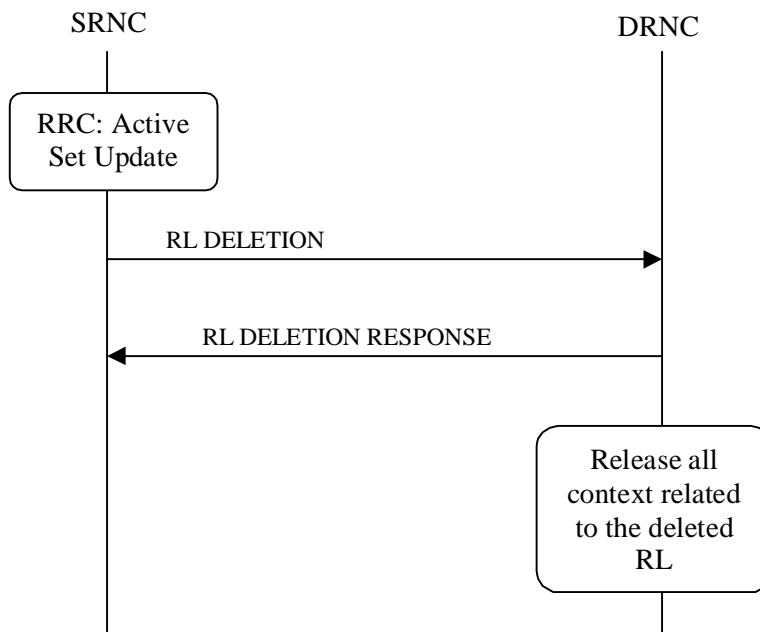 SRNC
DRNC
RRC: Active
Set Update
RL DELETION
RL DELETION RESPONSE
Release all
context related
to the deleted
RL